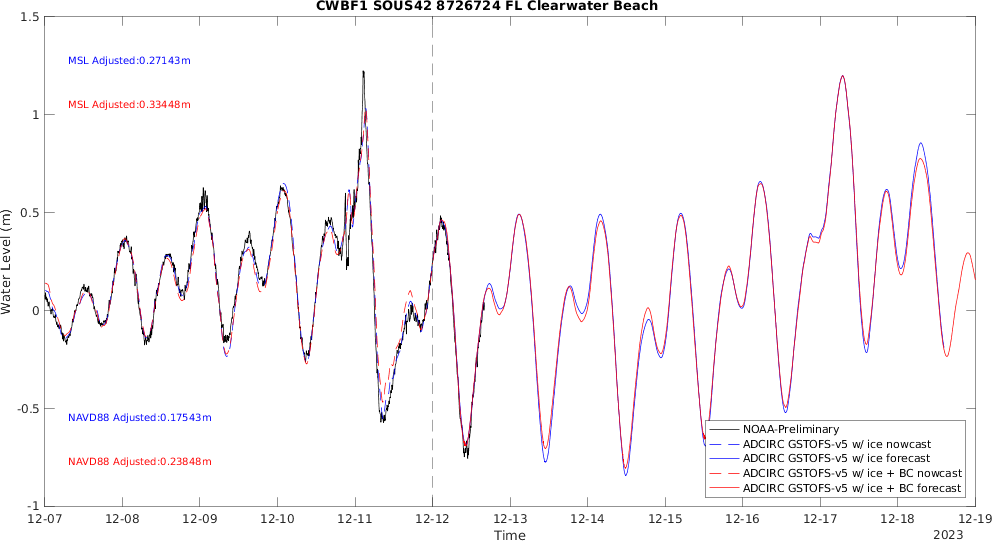 CWBF1 SOUS42 8726724 FL Clearwater Beach
1.5
1
0.5
0
-0.5
-1
Water Level (m)
MSL Adjusted:0.27143m
MSL Adjusted:0.33448m
NAVD88 Adjusted:0.17543m
NAVD88 Adjusted:0.23848m
NOAA-Preliminary
ADCIRC GSTOFS-v5 w/ ice nowcast
ADCIRC GSTOFS-v5 w/ ice forecast
ADCIRC GSTOFS-v5 w/ ice + BC nowcast
ADCIRC GSTOFS-v5 w/ ice + BC forecast
12-07 12-08 12-09 12-10 12-11 12-12 12-13 12-14 12-15 12-16 12-17 12-18 12-19
Time
2023